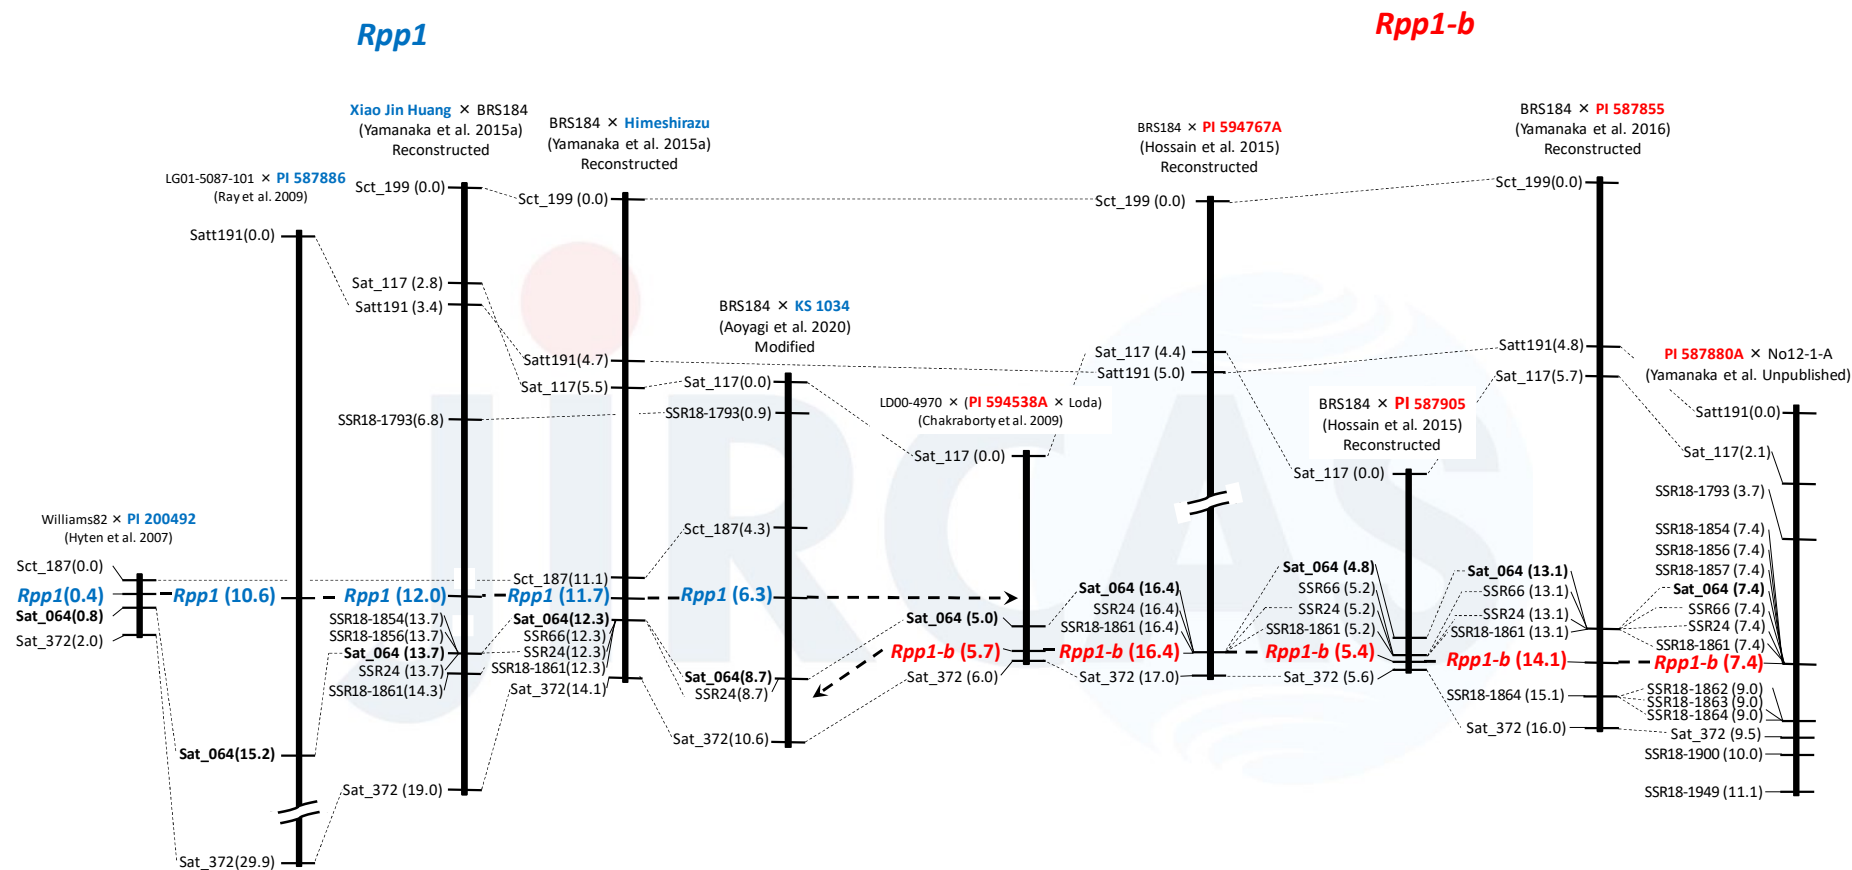 Rpp1
Rpp1-b
Williams82 × PI 200492
(Hyten et al. 2007)
Sct_187(0.0)
Rpp1(0.4)
Sat_064(0.8)
Sat_372(2.0)
LG01-5087-101 × PI 587886
(Ray et al. 2009)
Satt191(0.0)
Rpp1 (10.6)
Sat_064(15.2)
Sat_372(29.9)
Xiao Jin Huang × BRS184
(Yamanaka et al. 2015a)
Reconstructed
Sct_199 (0.0)
Sat_117 (2.8)
Satt191 (3.4)
SSR18-1793(6.8)
Rpp1 (12.0)
SSR18-1854(13.7)
SSR18-1856(13.7)
Sat_064 (13.7)
SSR24 (13.7)
SSR18-1861(14.3)
Sat_372 (19.0)
BRS184 × Himeshirazu
(Yamanaka et al. 2015a)
Reconstructed
Sct_199 (0.0)
Satt191(4.7)
Sat_117(5.5)
Sct_187(11.1)
Rpp1 (11.7)
Sat_064(12.3)
SSR66(12.3)
SSR24(12.3)
SSR18-1861(12.3)
Sat_372(14.1)
BRS184 × KS 1034
(Aoyagi et al. 2020)
Modified
Sat_117(0.0)
SSR18-1793(0.9)
Sct_187(4.3)
Rpp1 (6.3)
Sat_064(8.7)
SSR24(8.7)
Sat_372(10.6)
LD00-4970 × (PI 594538A × Loda)
(Chakraborty et al. 2009)
Sat_117 (0.0)
Sat_064 (5.0)
Rpp1-b (5.7)
Sat_372 (6.0)
BRS184 × PI 594767A
(Hossain et al. 2015)
Reconstructed
Sct_199 (0.0)
Sat_117 (4.4)
Satt191 (5.0)
Sat_064 (16.4)
SSR24 (16.4)
SSR18-1861 (16.4)
Rpp1-b (16.4)
Sat_372 (17.0)
BRS184 × PI 587905
(Hossain et al. 2015)
Reconstructed
Sat_117 (0.0)
Sat_064 (4.8)
SSR66 (5.2)
SSR24 (5.2)
SSR18-1861 (5.2)
Rpp1-b (5.4)
Sat_372 (5.6)
BRS184 × PI 587855
(Yamanaka et al. 2016)
Reconstructed
Sct_199(0.0)
Satt191(4.8)
Sat_117(5.7)
Sat_064 (13.1)
SSR66 (13.1)
SSR24 (13.1)
SSR18-1861 (13.1)
Rpp1-b (14.1)
SSR18-1864 (15.1)
Sat_372 (16.0)
PI 587880A × No12-1-A
(Yamanaka et al. Unpublished)
Satt191(0.0)
Sat_117(2.1)
SSR18-1793 (3.7)
SSR18-1854 (7.4)
SSR18-1856 (7.4)
SSR18-1857 (7.4)
Sat_064 (7.4)
SSR66 (7.4)
SSR24 (7.4)
SSR18-1861 (7.4)
Rpp1-b (7.4)
SSR18-1862 (9.0)
SSR18-1863 (9.0)
SSR18-1864 (9.0)
Sat_372 (9.5)
SSR18-1900 (10.0)
SSR18-1949 (11.1)
JIRCAS